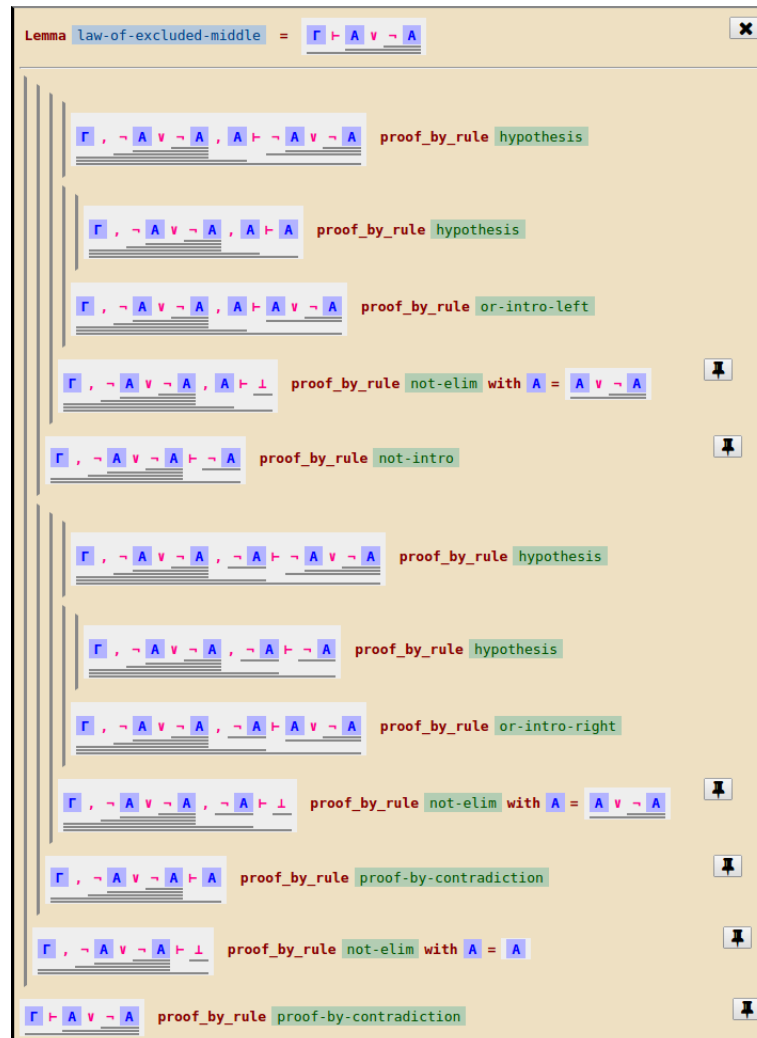 Lemma law-of-excluded-middle = Γ ⊢ A ∨ ¬ A
Γ , ¬ A ∨ ¬ A , A ⊢ ¬ A ∨ ¬ A proof_by_rule hypothesis
Γ , ¬ A ∨ ¬ A , A ⊢ A proof_by_rule hypothesis
Γ , ¬ A ∨ ¬ A , A ⊢ A ∨ ¬ A proof_by_rule or-intro-left
Γ , ¬ A ∨ ¬ A , A ⊢ ⊥ proof_by_rule not-elim with A = A ∨ ¬ A
Γ , ¬ A ∨ ¬ A ⊢ ¬ A proof_by_rule not-intro
Γ , ¬ A ∨ ¬ A , ¬ A ⊢ ¬ A ∨ ¬ A proof_by_rule hypothesis
Γ , ¬ A ∨ ¬ A , ¬ A ⊢ ¬ A proof_by_rule hypothesis
Γ , ¬ A ∨ ¬ A , ¬ A ⊢ A ∨ ¬ A proof_by_rule or-intro-right
Γ , ¬ A ∨ ¬ A , ¬ A ⊢ ⊥ proof_by_rule not-elim with A = A ∨ ¬ A
Γ , ¬ A ∨ ¬ A ⊢ A proof_by_rule proof-by-contradiction
Γ , ¬ A ∨ ¬ A ⊢ ⊥ proof_by_rule not-elim with A = A
Γ ⊢ A ∨ ¬ A proof_by_rule proof-by-contradiction